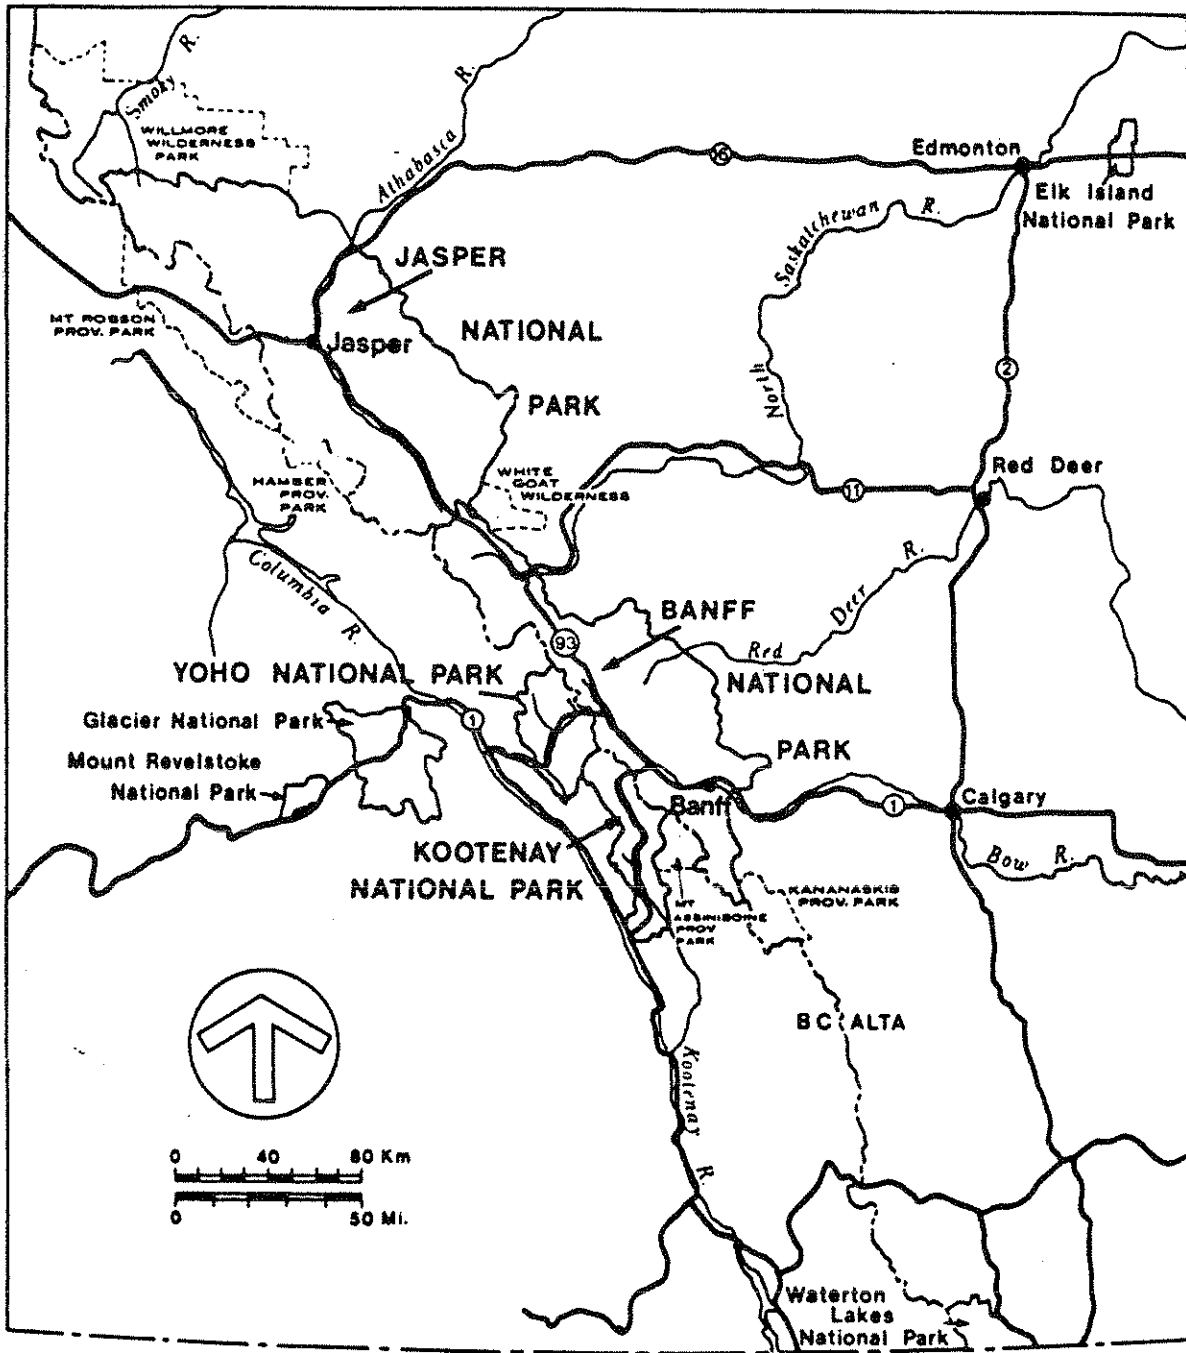 Smoky R.
Athabasca R.
WILLMORE
WILDERNESS
PARK
16
Edmonton
Elk Island
National Park
North Saskatchewan R.
JASPER
NATIONAL
PARK
MT ROBSON
PROV. PARK
Jasper
2
Red Deer
WHITE
GOAT
WILDERNESS
HAMBER
PROV.
PARK
11
Columbia R.
Red Deer R.
BANFF
NATIONAL
PARK
93
YOHO NATIONAL PARK
Glacier National Park
1
Mount Revelstoke
National Park
Banff
1
Calgary
Bow R.
KOOTENAY
NATIONAL PARK
MT
ASSINIBOINE
PROV
PARK
KANANASKIS
PROV. PARK
BC ALTA
Kootenay R.
0 40 80 Km
0 50 Mi.
Waterton
Lakes
National Park